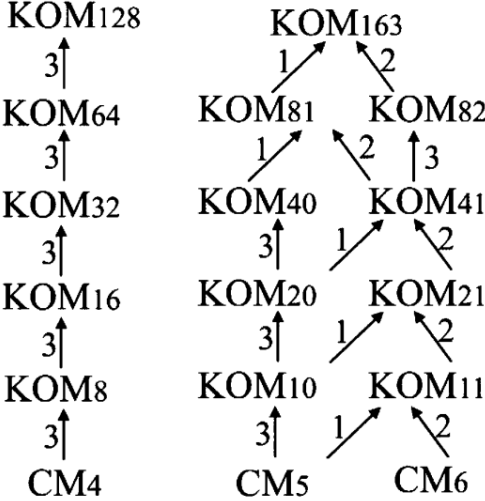 KOM128
KOM163
3
1 2
KOM64
KOM81 KOM82
3
1 2 3
KOM32
KOM40 KOM41
3
3 1 2
KOM16
KOM20 KOM21
3
3 1 2
KOM8
KOM10 KOM11
3
3 1 2
CM4
CM5 CM6